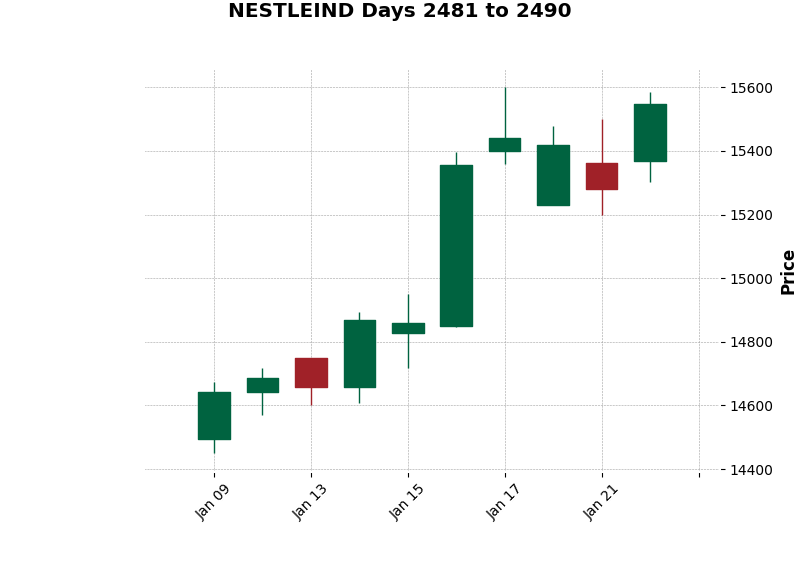 NESTLEIND Days 2481 to 2490
15600
15400
15200
15000
14800
14600
14400
Price
Jan 09
Jan 13
Jan 15
Jan 17
Jan 21